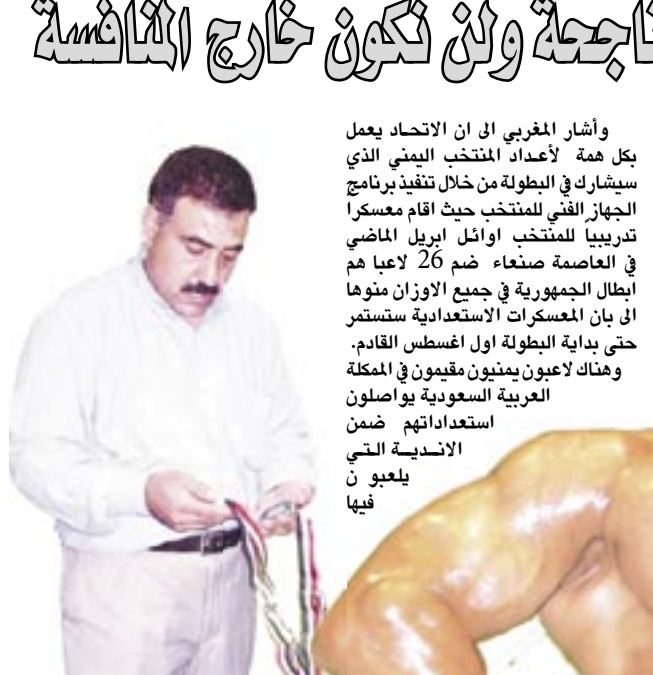 ناجحة ولن نكون خارج المنافسة
وأشار المغربي الى ان الاتحاد يعمل
بكل همة لأعداد المنتخب اليمني الذي
سيشارك في البطولة من خلال تنفيذ برنامج
الجهاز الفني للمنتخب حيث اقام معسكراً
تدريبياً للمنتخب اوائل ابريل الماضي
في العاصمة صنعاء ضم 26 لاعبا هم
ابطال الجمهورية في جميع الاوزان منوها
الى بان المعسكرات الاستعدادية ستستمر
حتى بداية البطولة اول اغسطس القادم.
وهناك لاعبون يمنيون مقيمون في الممكلة
العربية السعودية يواصلون
استعداداتهم ضمن
الانديــة التي
يلعبو ن
فيها